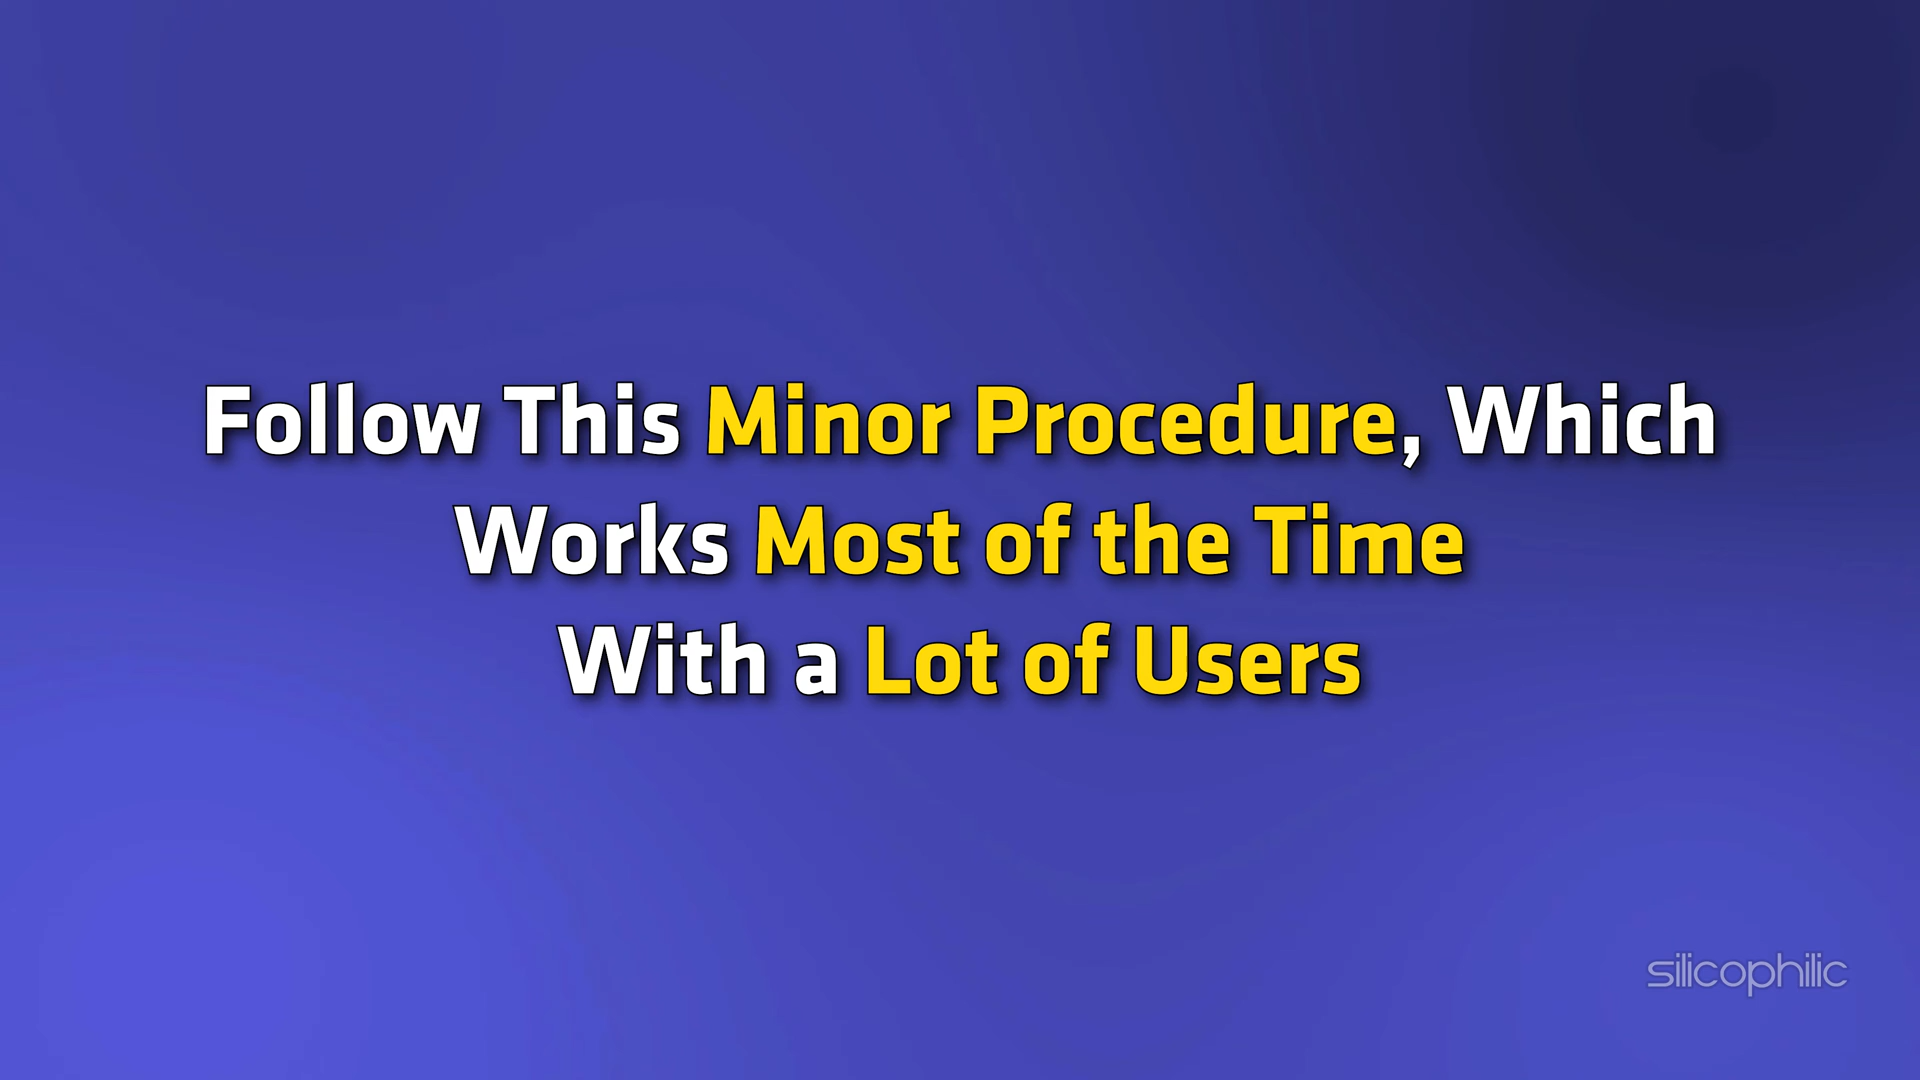 Follow This Minor Procedure, Which
Works Most of the Time
With a Lot of Users
silicophilic